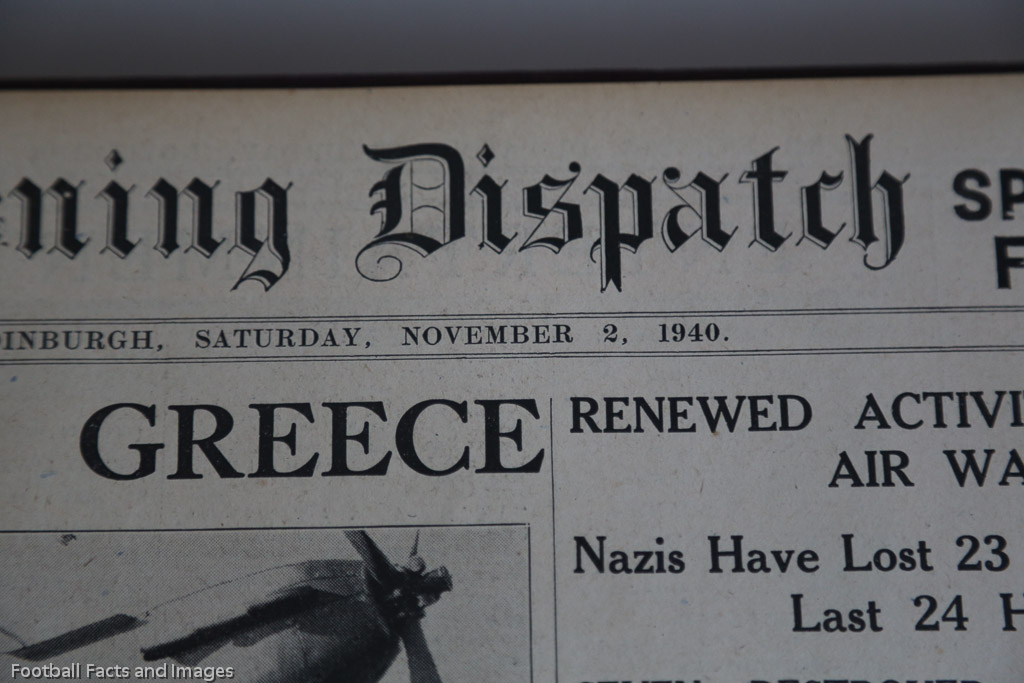 ning Dispatch
SP
F
INBURGH, SATURDAY, NOVEMBER 2, 1940.
GREECE
RENEWED ACTIVI
AIR WA
Nazis Have Lost 23
Last 24 H
Football Facts and Images